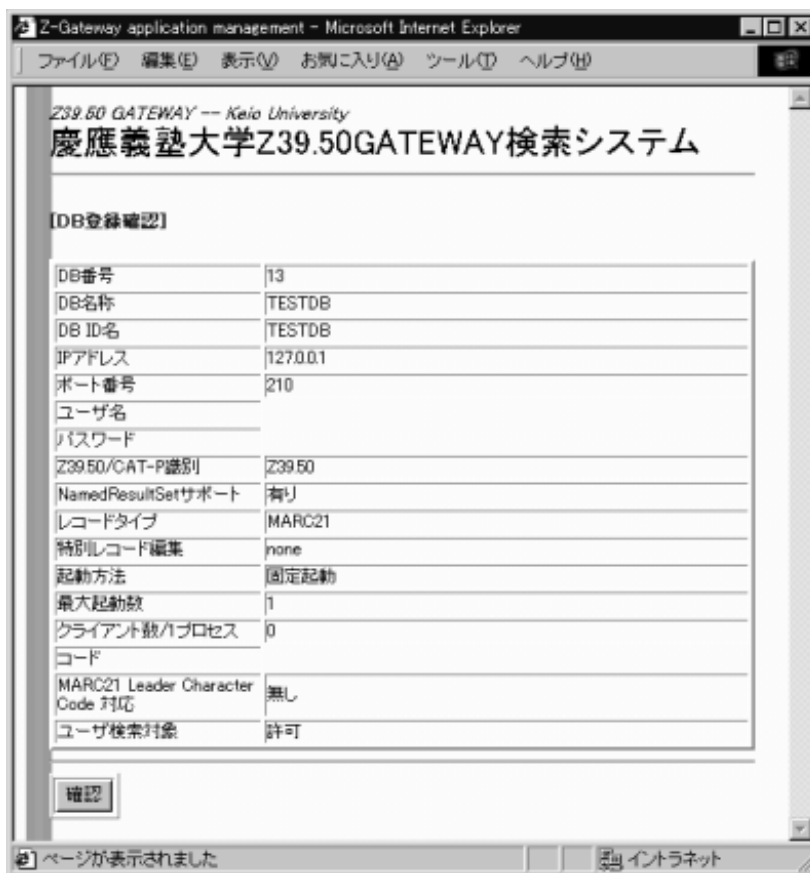 Z-Gateway application management - Microsoft Internet Explorer
ファイル(F) 編集(E) 表示(V) お気に入り(A) ツール(T) ヘルプ(H)
Z39.50 GATEWAY -- Keio University
慶應義塾大学Z39.50GATEWAY検索システム
[DB登録確認]
DB番号 13
DB名称 TESTDB
DB ID名 TESTDB
IPアドレス 127.0.0.1
ポート番号 210
ユーザ名
パスワード
Z39.50/CAT-P識別 Z39.50
NamedResultSetサポート 有り
レコードタイプ MARC21
特別レコード編集 none
起動方法 固定起動
最大起動数 1
クライアント数/1プロセス 0
コード
MARC21 Leader Character
Code 対応 無し
ユーザ検索対象 許可
確認
ページが表示されました イントラネット